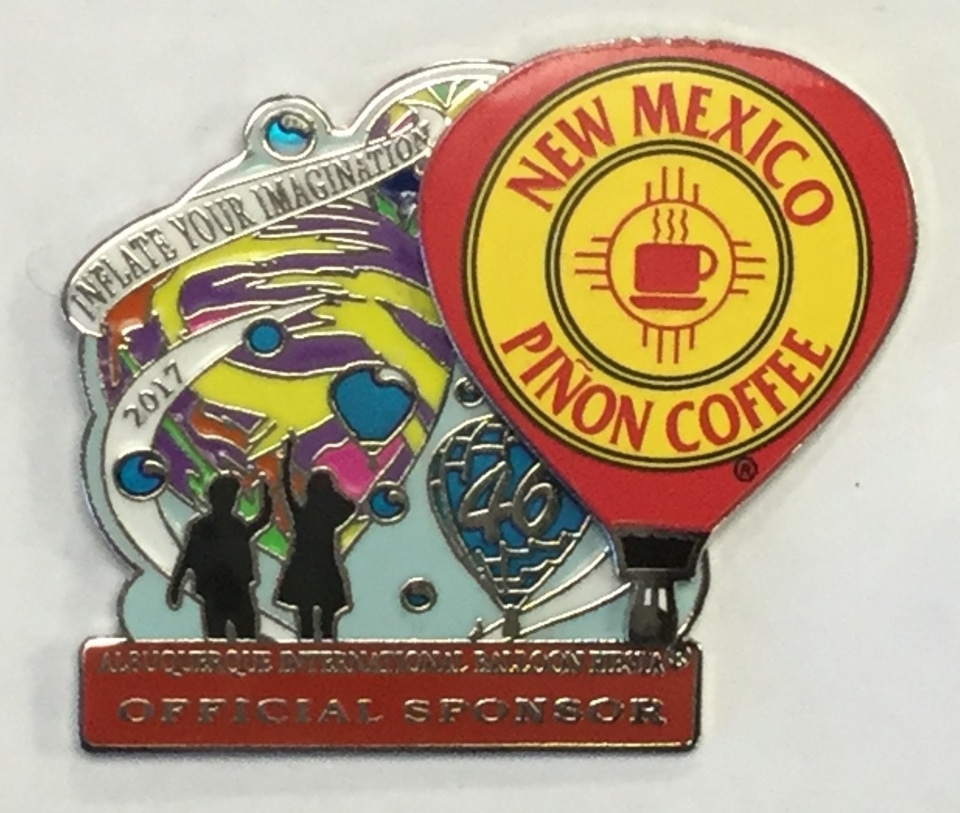 INFLATE YOUR IMAGINATION
2017
NEW MEXICO
PIÑON COFFEE
®
46
ALBUQUERQUE INTERNATIONAL BALLOON FIESTA®
OFFICIAL SPONSOR